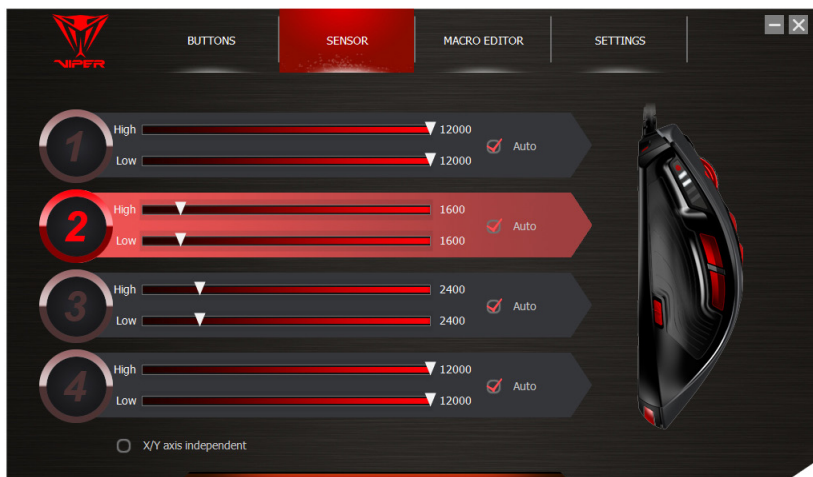 VIPER
BUTTONS SENSOR MACRO EDITOR SETTINGS
1
High 12000
Low 12000
Auto
2
High 1600
Low 1600
Auto
3
High 2400
Low 2400
Auto
4
High 12000
Low 12000
Auto
X/Y axis independent